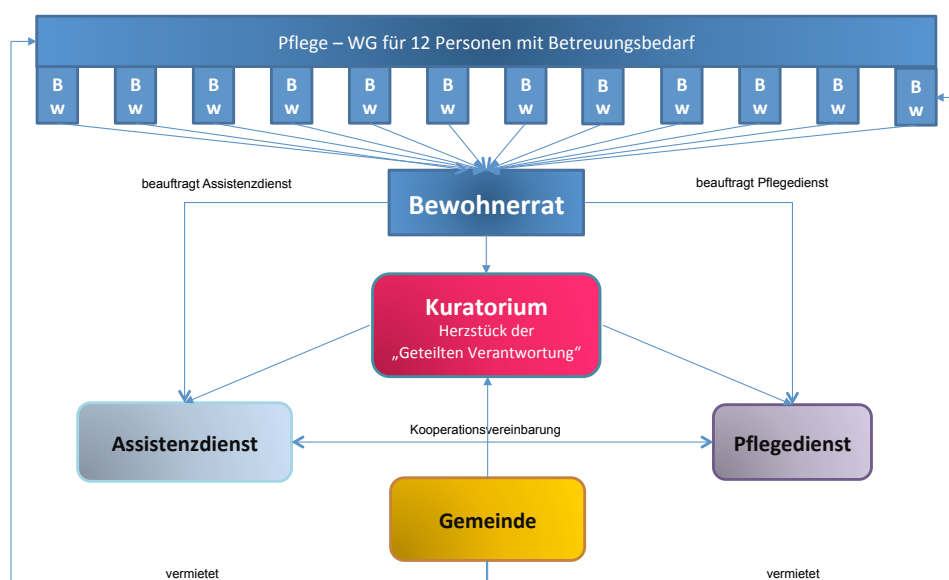 Pflege – WG für 12 Personen mit Betreuungsbedarf
B B B B B B B B B B B B
w w w w w w w w w w w w
beauftragt Assistenzdienst
beauftragt Pflegedienst
Bewohnerrat
Kuratorium
Herzstück der
„Geteilten Verantwortung“
Kooperationsvereinbarung
Assistenzdienst
Pflegedienst
Gemeinde
vermietet
vermietet